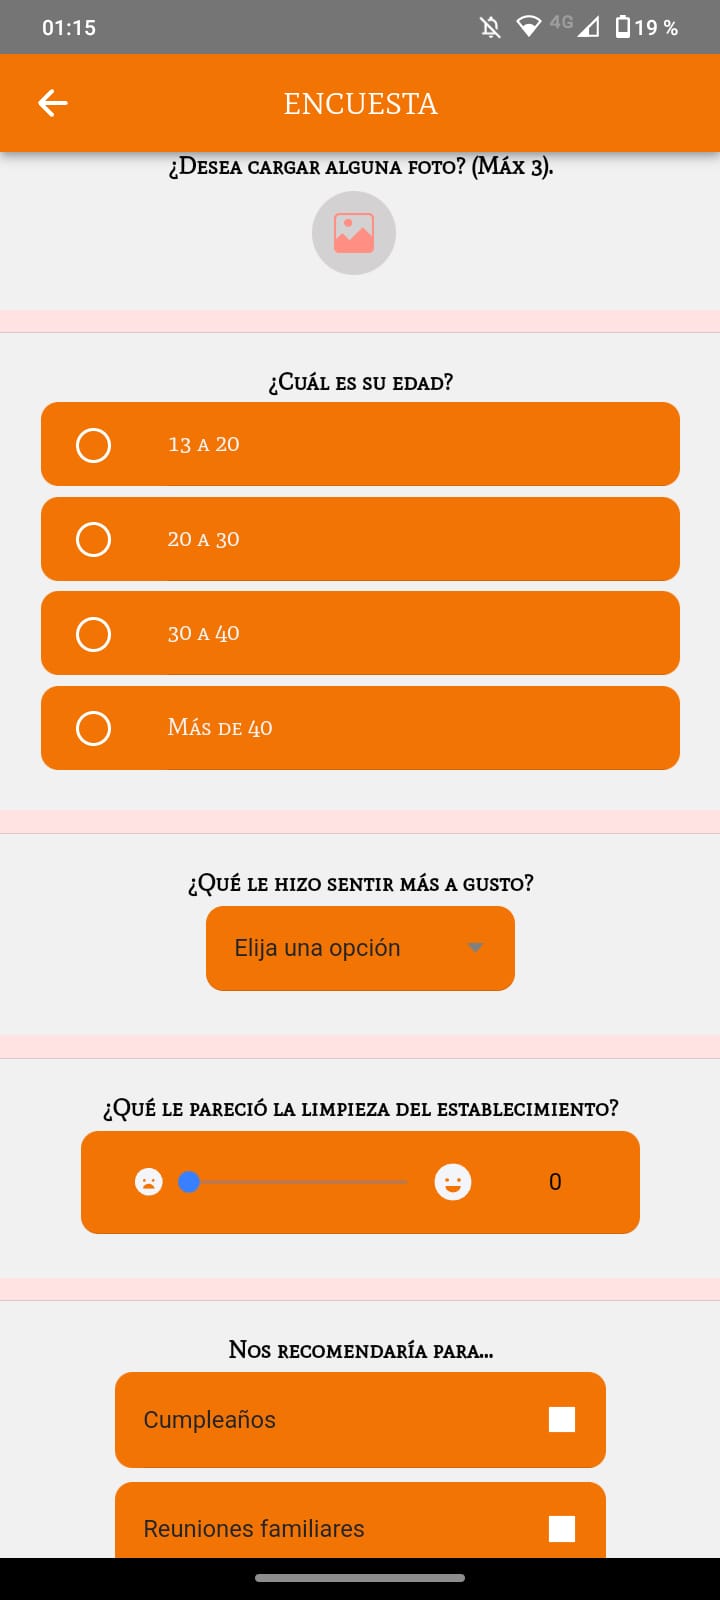 01:15
4G
19 %
ENCUESTA
¿Desea cargar alguna foto? (Máx 3).
¿Cuál es su edad?
13 a 20
20 a 30
30 a 40
Más de 40
¿Qué le hizo sentir más a gusto?
Elija una opción
¿Qué le pareció la limpieza del establecimiento?
0
Nos recomendaría para...
Cumpleaños
Reuniones familiares